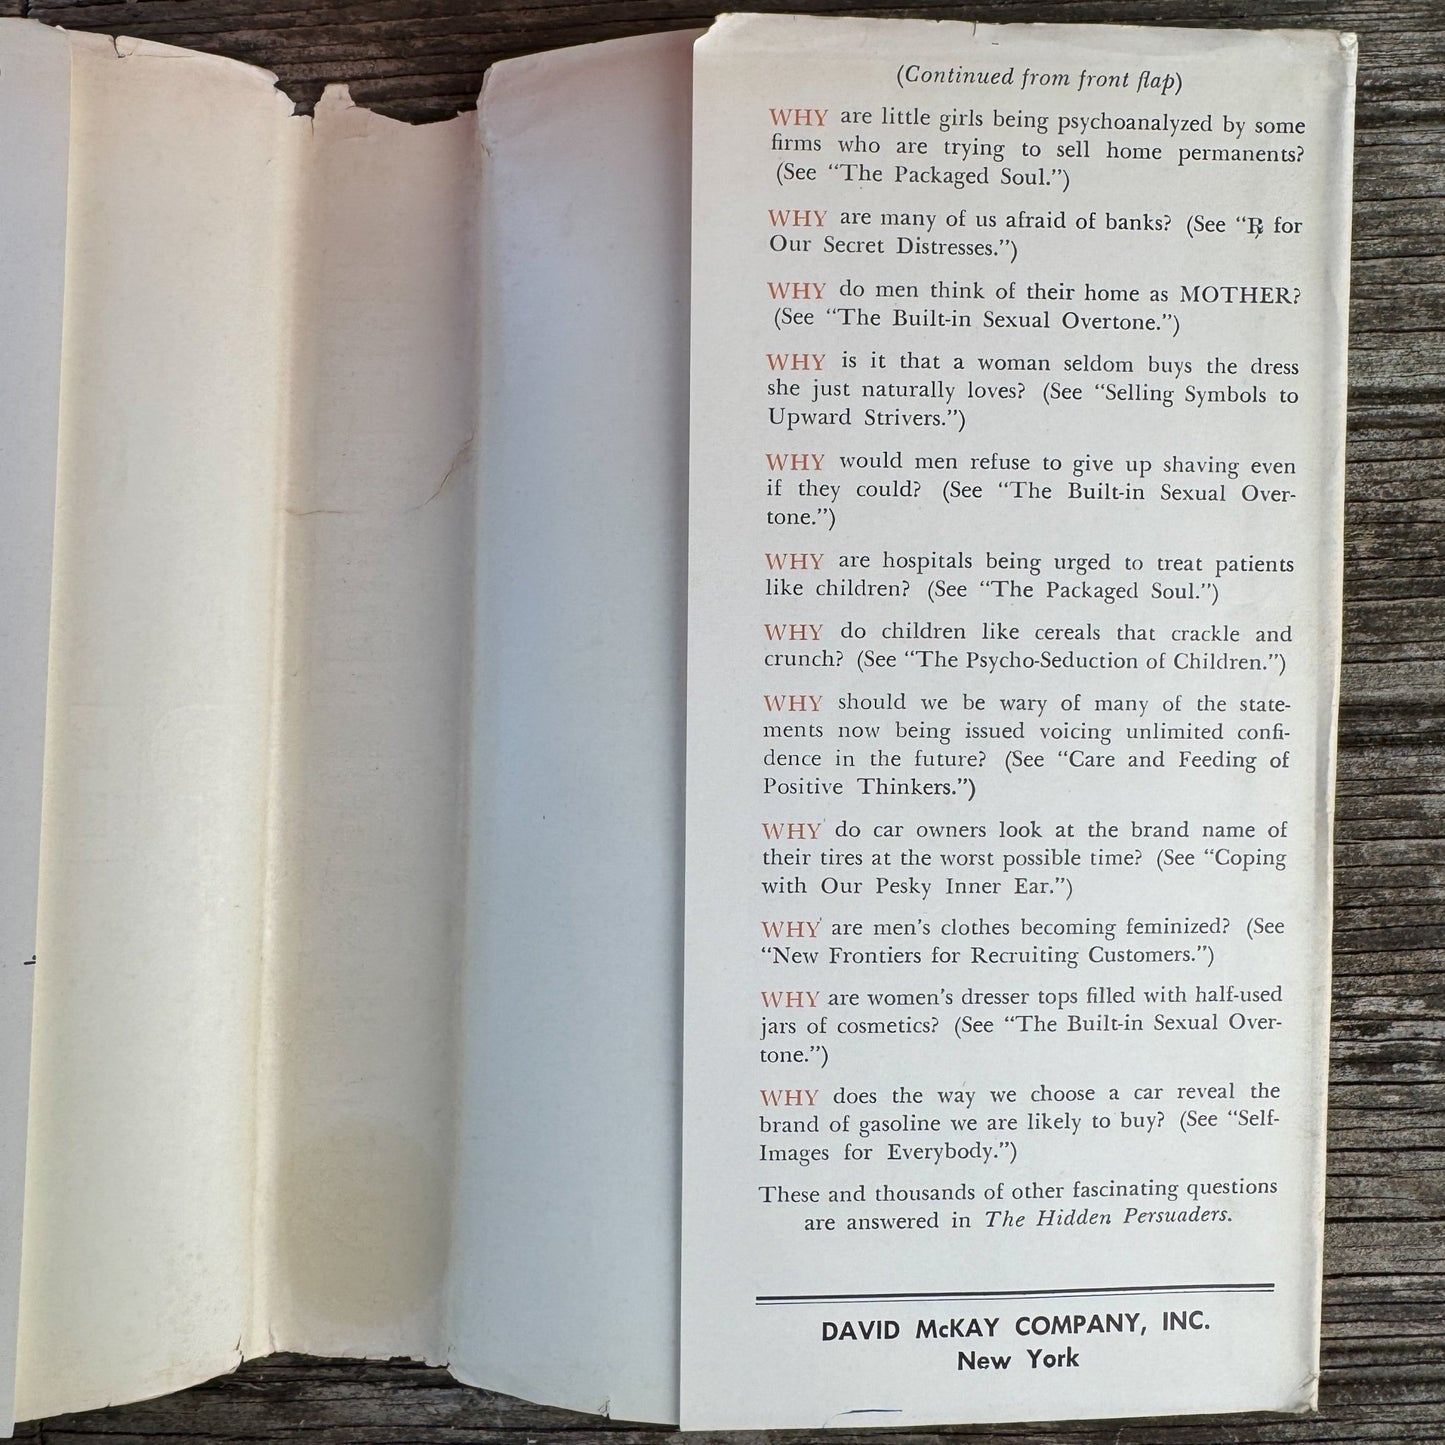 (Continued from front flap)
WHY are little girls being psychoanalyzed by some
firms who are trying to sell home permanents?
(See “The Packaged Soul.”)
WHY are many of us afraid of banks? (See “℞ for
Our Secret Distresses.”)
WHY do men think of their home as MOTHER?
(See “The Built-in Sexual Overtone.”)
WHY is it that a woman seldom buys the dress
she just naturally loves? (See “Selling Symbols to
Upward Strivers.”)
WHY would men refuse to give up shaving even
if they could? (See “The Built-in Sexual Over-
tone.”)
WHY are hospitals being urged to treat patients
like children? (See “The Packaged Soul.”)
WHY do children like cereals that crackle and
crunch? (See “The Psycho-Seduction of Children.”)
WHY should we be wary of many of the state-
ments now being issued voicing unlimited confi-
dence in the future? (See “Care and Feeding of
Positive Thinkers.”)
WHY do car owners look at the brand name of
their tires at the worst possible time? (See “Coping
with Our Pesky Inner Ear.”)
WHY are men’s clothes becoming feminized? (See
“New Frontiers for Recruiting Customers.”)
WHY are women’s dresser tops filled with half-used
jars of cosmetics? (See “The Built-in Sexual Over-
tone.”)
WHY does the way we choose a car reveal the
brand of gasoline we are likely to buy? (See “Self-
Images for Everybody.”)
These and thousands of other fascinating questions
are answered in The Hidden Persuaders.
DAVID McKAY COMPANY, INC.
New York